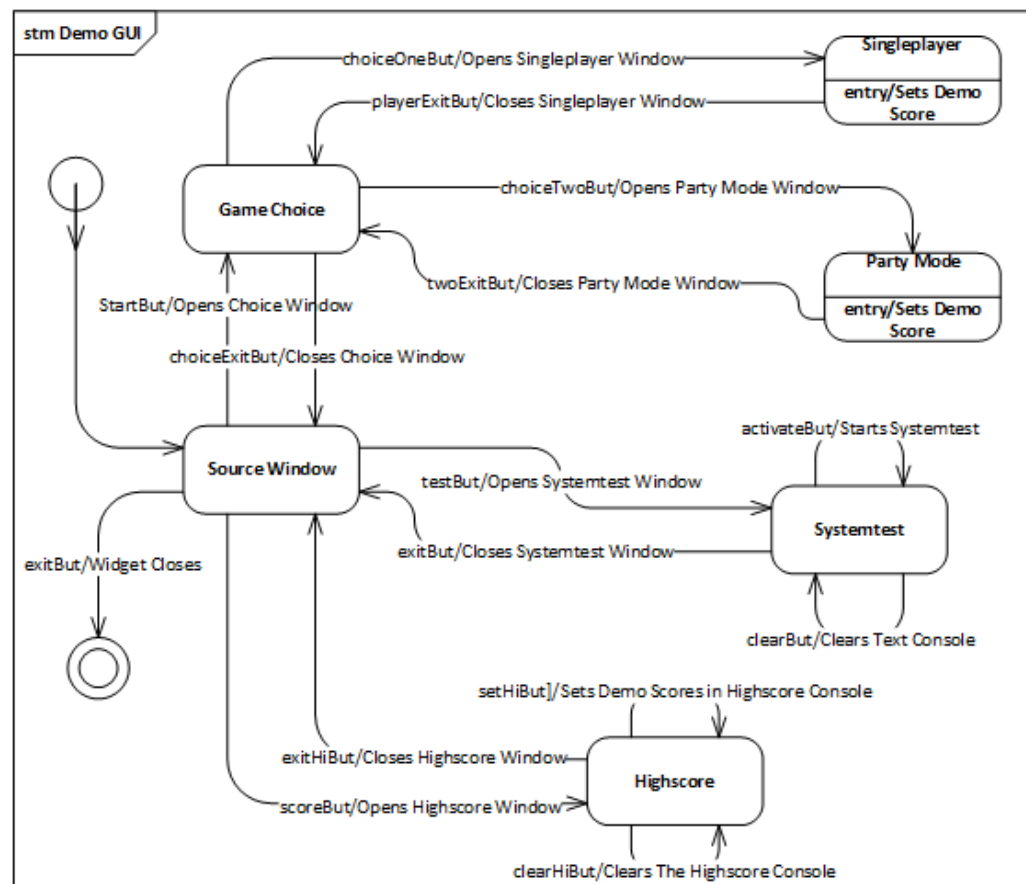 stm Demo GUI
Singleplayer
choiceOneBut/Opens Singleplayer Window
playerExitBut/Closes Singleplayer Window
entry/Sets Demo
Score
choiceTwoBut/Opens Party Mode Window
Game Choice
Party Mode
twoExitBut/Closes Party Mode Window
entry/Sets Demo
Score
StartBut/Opens Choice Window
choiceExitBut/Closes Choice Window
activateBut/Starts Systemtest
Source Window
testBut/Opens Systemtest Window
Systemtest
exitBut/Closes Systemtest Window
exitBut/Widget Closes
clearBut/Clears Text Console
setHiBut]/Sets Demo Scores in Highscore Console
exitHiBut/Closes Highscore Window
Highscore
scoreBut/Opens Highscore Window
clearHiBut/Clears The Highscore Console